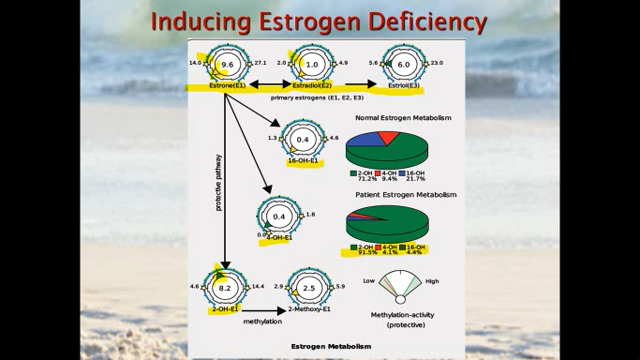 Inducing Estrogen Deficiency
14.0 9.6 27.1
2.0 1.0 4.9
5.6 6.0 23.0
Estrone(E1)
Estradiol(E2)
Estriol(E3)
primary estrogens (E1, E2, E3)
1.3 0.4 4.6
16-OH-E1
Normal Estrogen Metabolism
2-OH 4-OH 16-OH
71.2% 9.4% 21.7%
protective pathway
0.0 0.4 1.8
4-OH-E1
Patient Estrogen Metabolism
2-OH 4-OH 16-OH
91.5% 4.1% 4.4%
4.6 8.2 14.4
2-OH-E1
methylation
2.9 2.5 5.9
2-Methoxy-E1
Low High
Methylation-activity
(protective)
Estrogen Metabolism